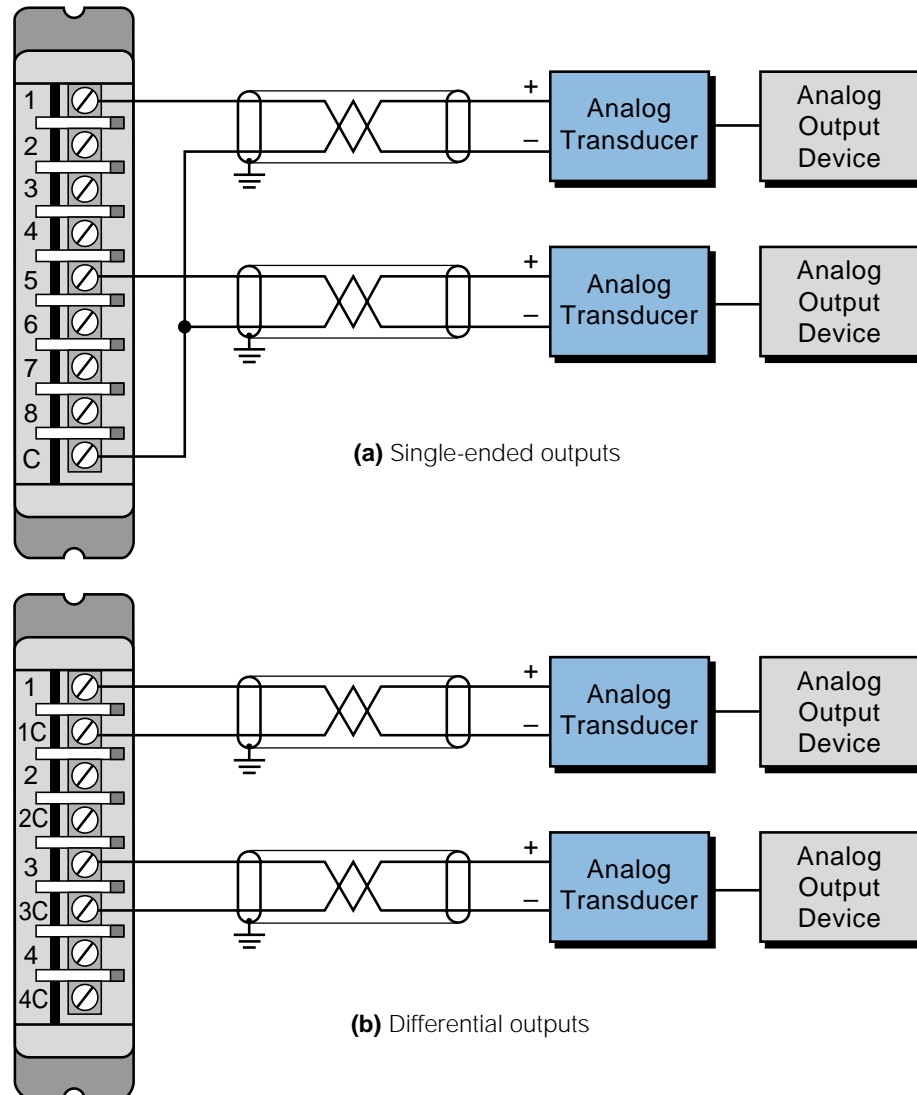 1
2
3
4
5
6
7
8
C
+
–
Analog
Transducer
Analog
Output
Device
+
–
Analog
Transducer
Analog
Output
Device
(a) Single-ended outputs
1
1C
2
2C
3
3C
4
4C
+
–
Analog
Transducer
Analog
Output
Device
+
–
Analog
Transducer
Analog
Output
Device
(b) Differential outputs